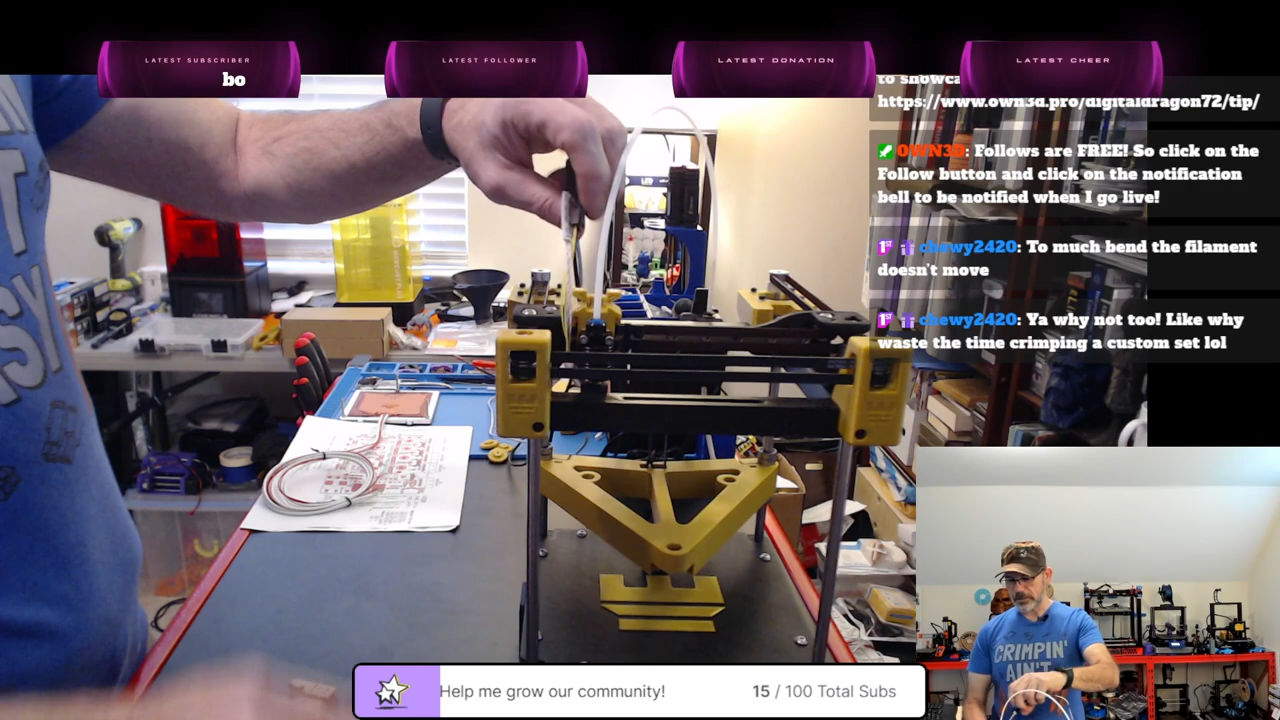 LATEST SUBSCRIBER
bo
LATEST FOLLOWER
LATEST DONATION
LATEST CHEER
to showca
https://www.own3d.pro/digitaldragon72/tip/
OWN3D: Follows are FREE! So click on the
Follow button and click on the notification
bell to be notified when I go live!
chewy2420: To much bend the filament
doesn't move
chewy2420: Ya why not too! Like why
waste the time crimping a custom set lol
CRIMPIN'
AIN'T
Help me grow our community!
15 / 100 Total Subs